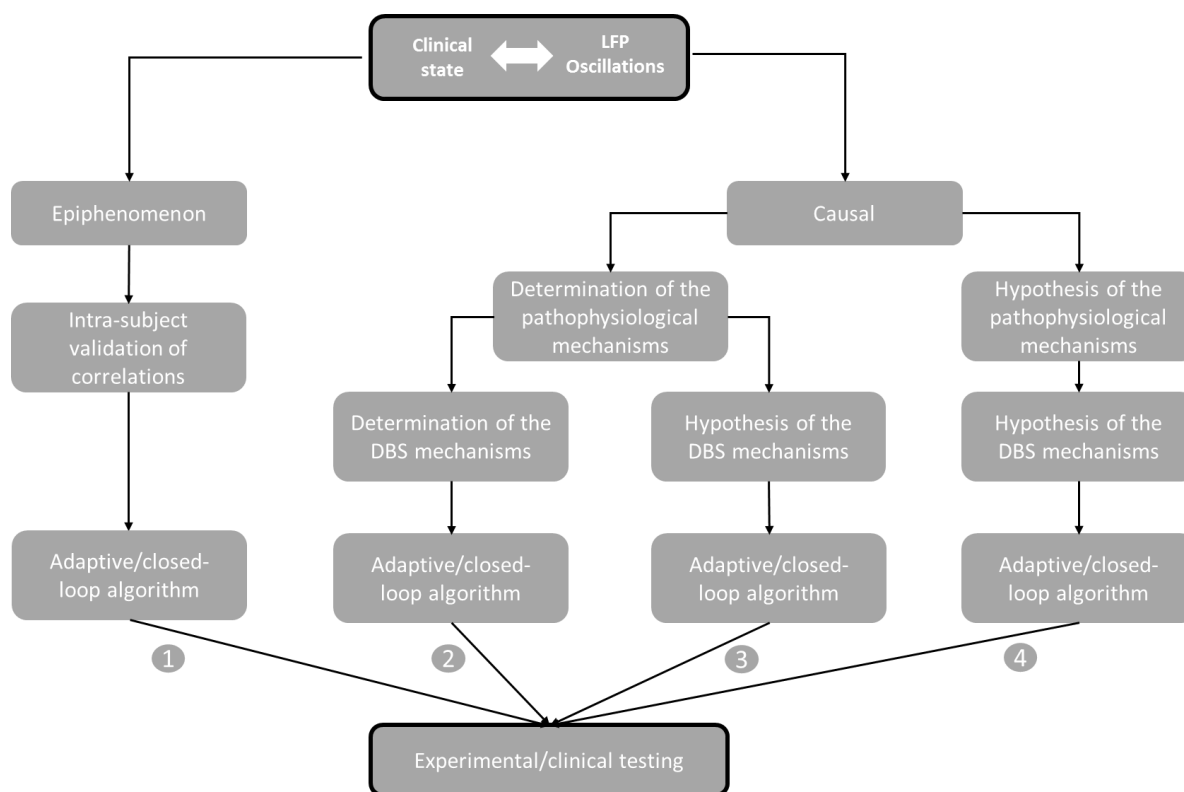 Clinical
state
LFP
Oscillations
Epiphenomenon
Causal
Intra-subject
validation of
correlations
Determination of the
pathophysiological
mechanisms
Hypothesis of the
pathophysiological
mechanisms
Determination of the
DBS mechanisms
Hypothesis of the
DBS mechanisms
Hypothesis of the
DBS mechanisms
Adaptive/closed-
loop algorithm
Adaptive/closed-
loop algorithm
Adaptive/closed-
loop algorithm
Adaptive/closed-
loop algorithm
1
2
3
4
Experimental/clinical testing